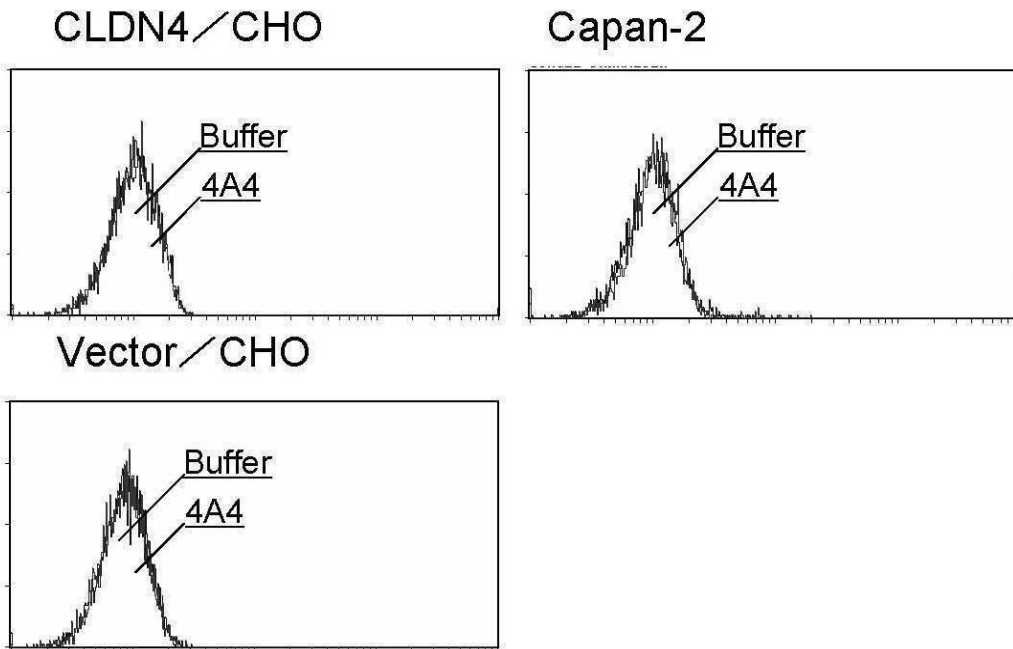 CLDN4／CHO
Buffer
4A4
Capan-2
Buffer
4A4
Vector／CHO
Buffer
4A4